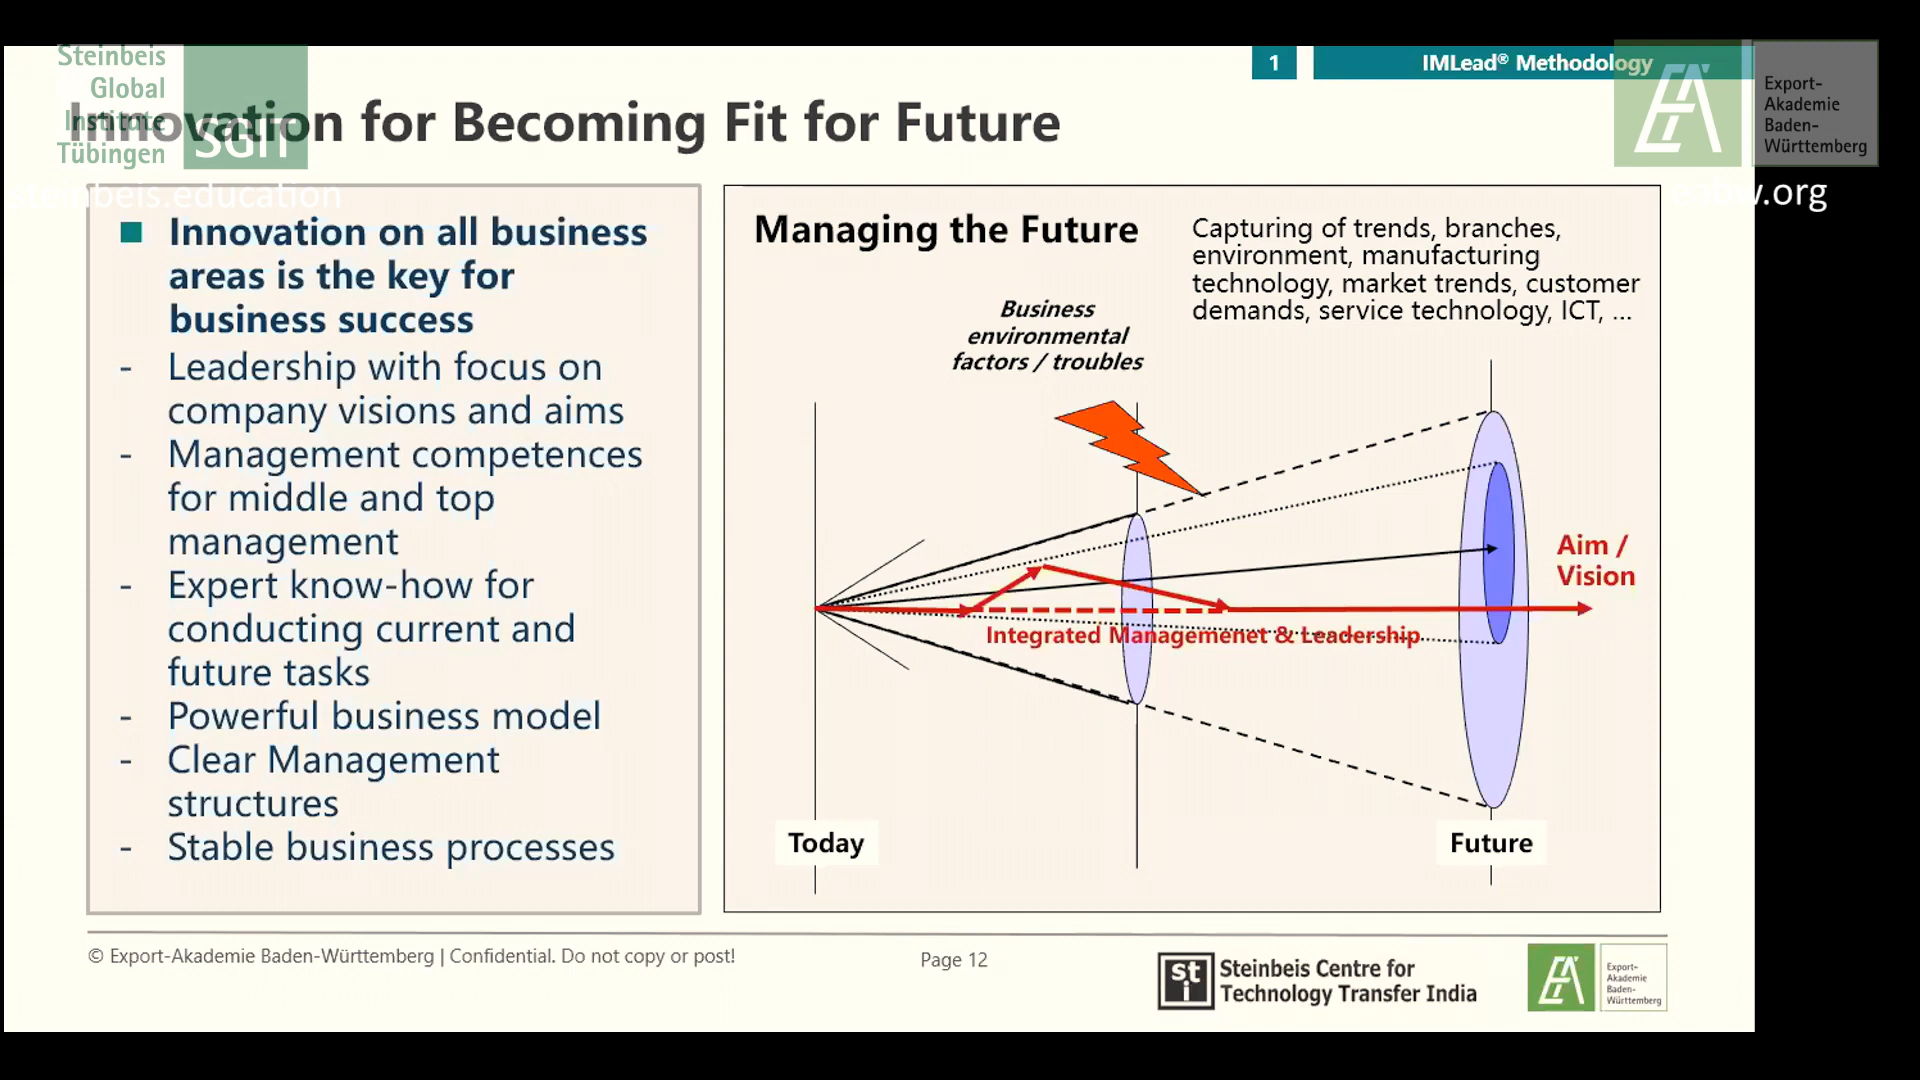 Steinbeis
Global
Institute
Tübingen
SGIT
steinbeis.education
1
IMLead® Methodology
Export-
Akademie
Baden-
Württemberg
eabw.org
Innovation for Becoming Fit for Future
Innovation on all business
areas is the key for
business success
- Leadership with focus on
company visions and aims
- Management competences
for middle and top
management
- Expert know-how for
conducting current and
future tasks
- Powerful business model
- Clear Management
structures
- Stable business processes
Managing the Future
Capturing of trends, branches,
environment, manufacturing
technology, market trends, customer
demands, service technology, ICT, ...
Business
environmental
factors / troubles
Aim /
Vision
Integrated Managemenet & Leadership
Today
Future
© Export-Akademie Baden-Württemberg | Confidential. Do not copy or post!
Page 12
sti
Steinbeis Centre for
Technology Transfer India
Export-
Akademie
Baden-
Württemberg